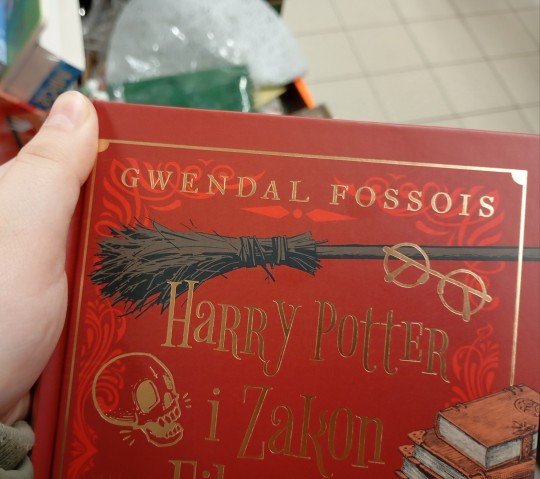 GWENDAL FOSSOIS
HARRY POTTER
i Zakon